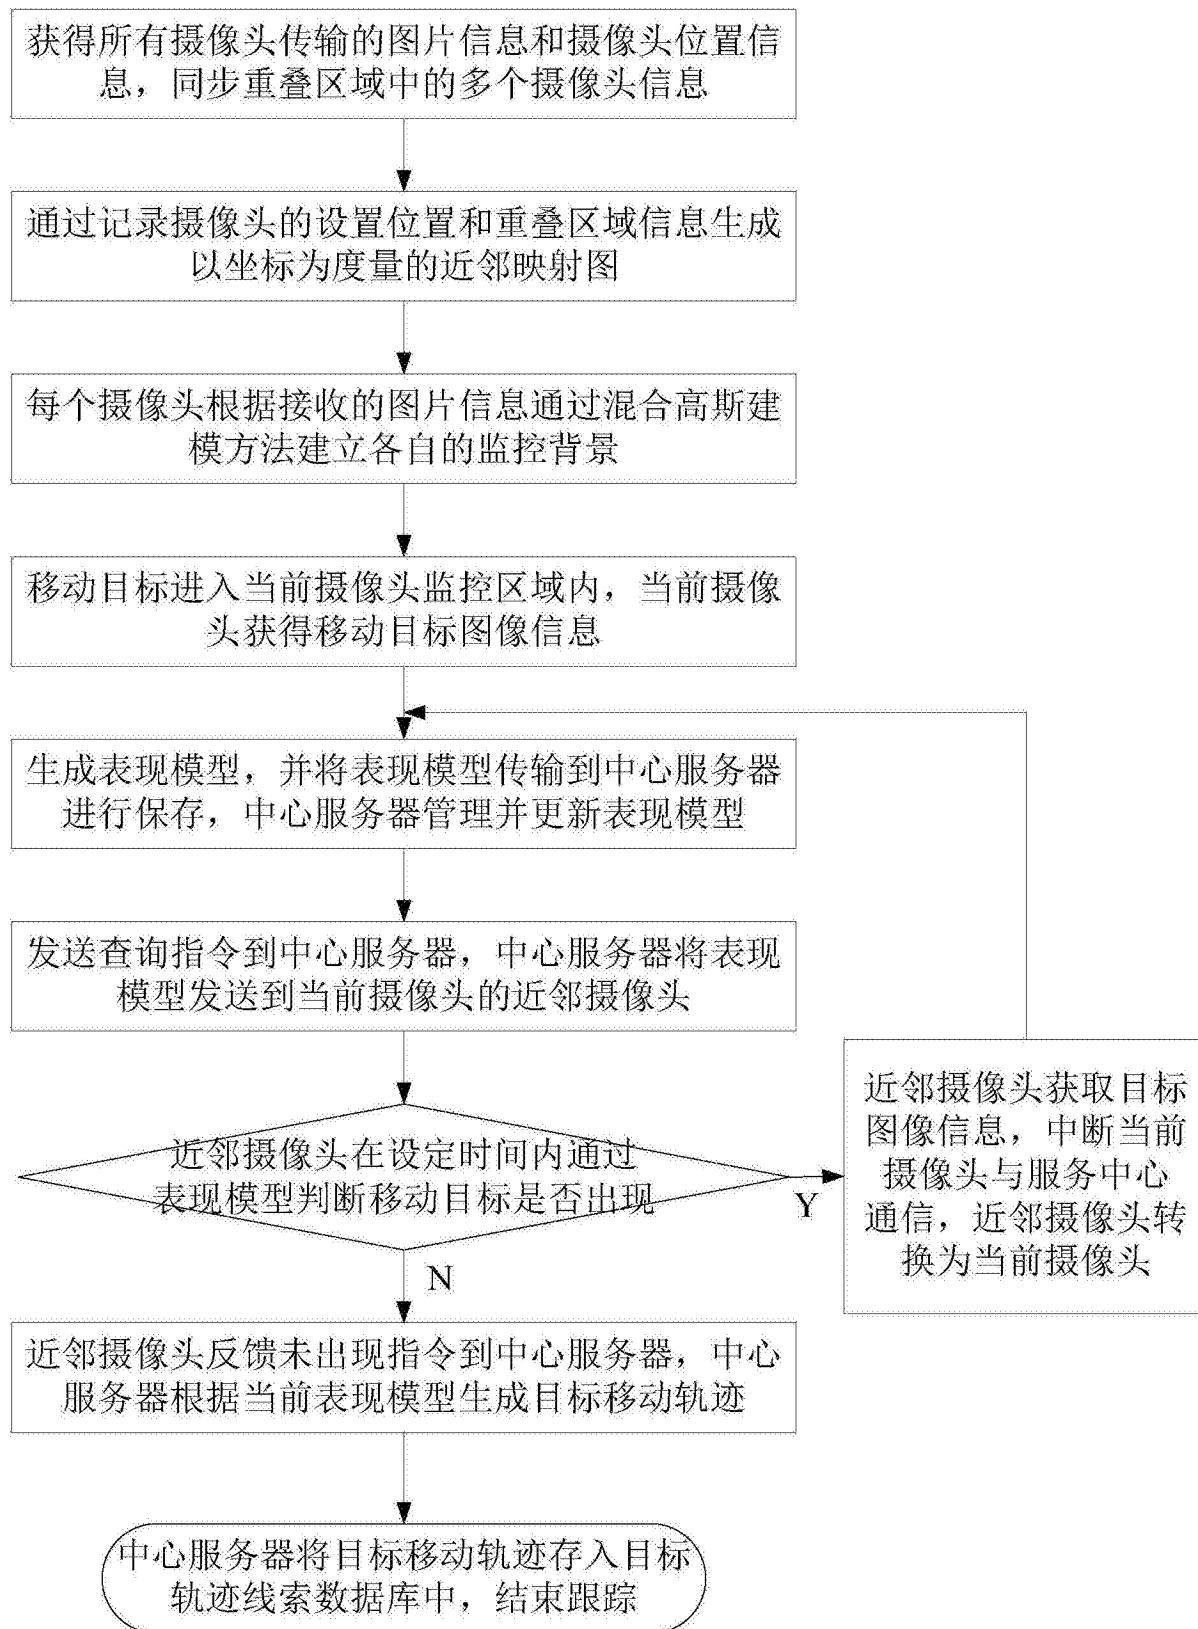 获得所有摄像头传输的图片信息和摄像头位置信
息，同步重叠区域中的多个摄像头信息
通过记录摄像头的设置位置和重叠区域信息生成
以坐标为度量的近邻映射图
每个摄像头根据接收的图片信息通过混合高斯建
模方法建立各自的监控背景
移动目标进入当前摄像头监控区域内，当前摄像
头获得移动目标图像信息
生成表现模型，并将表现模型传输到中心服务器
进行保存，中心服务器管理并更新表现模型
发送查询指令到中心服务器，中心服务器将表现
模型发送到当前摄像头的近邻摄像头
近邻摄像头在设定时间内通过
表现模型判断移动目标是否出现
Y
近邻摄像头获取目标
图像信息，中断当前
摄像头与服务中心
通信，近邻摄像头转
换为当前摄像头
N
近邻摄像头反馈未出现指令到中心服务器，中心
服务器根据当前表现模型生成目标移动轨迹
中心服务器将目标移动轨迹存入目标
轨迹线索数据库中，结束跟踪